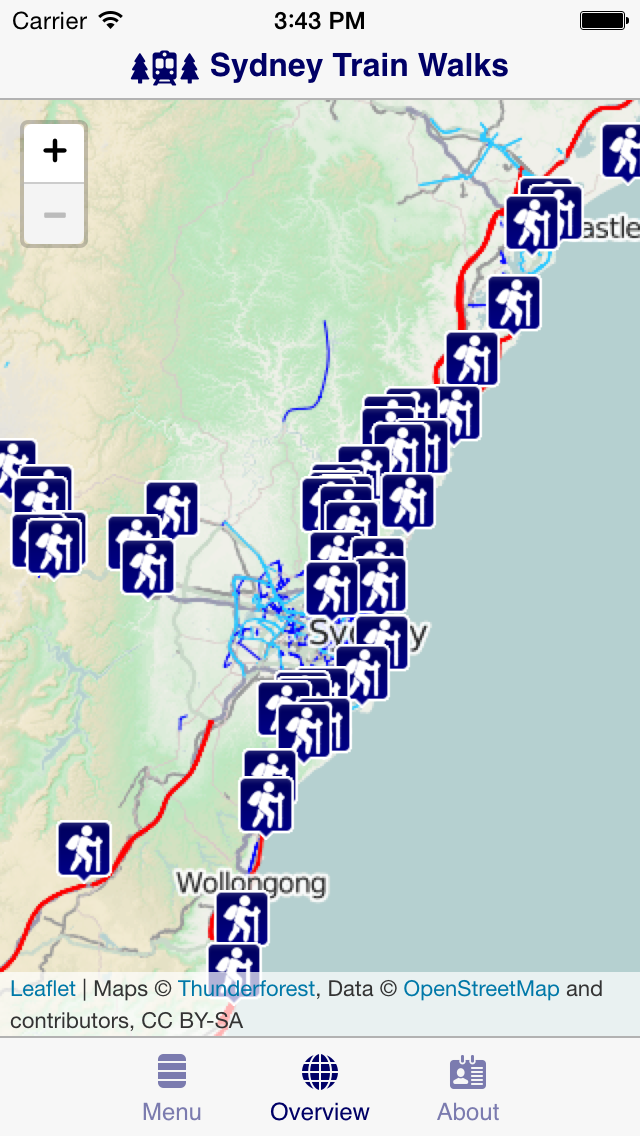 Carrier 3:43 PM
Sydney Train Walks
+
−
astle
Sy y
Wollongong
Leaflet | Maps © Thunderforest, Data © OpenStreetMap and
contributors, CC BY-SA
Menu Overview About